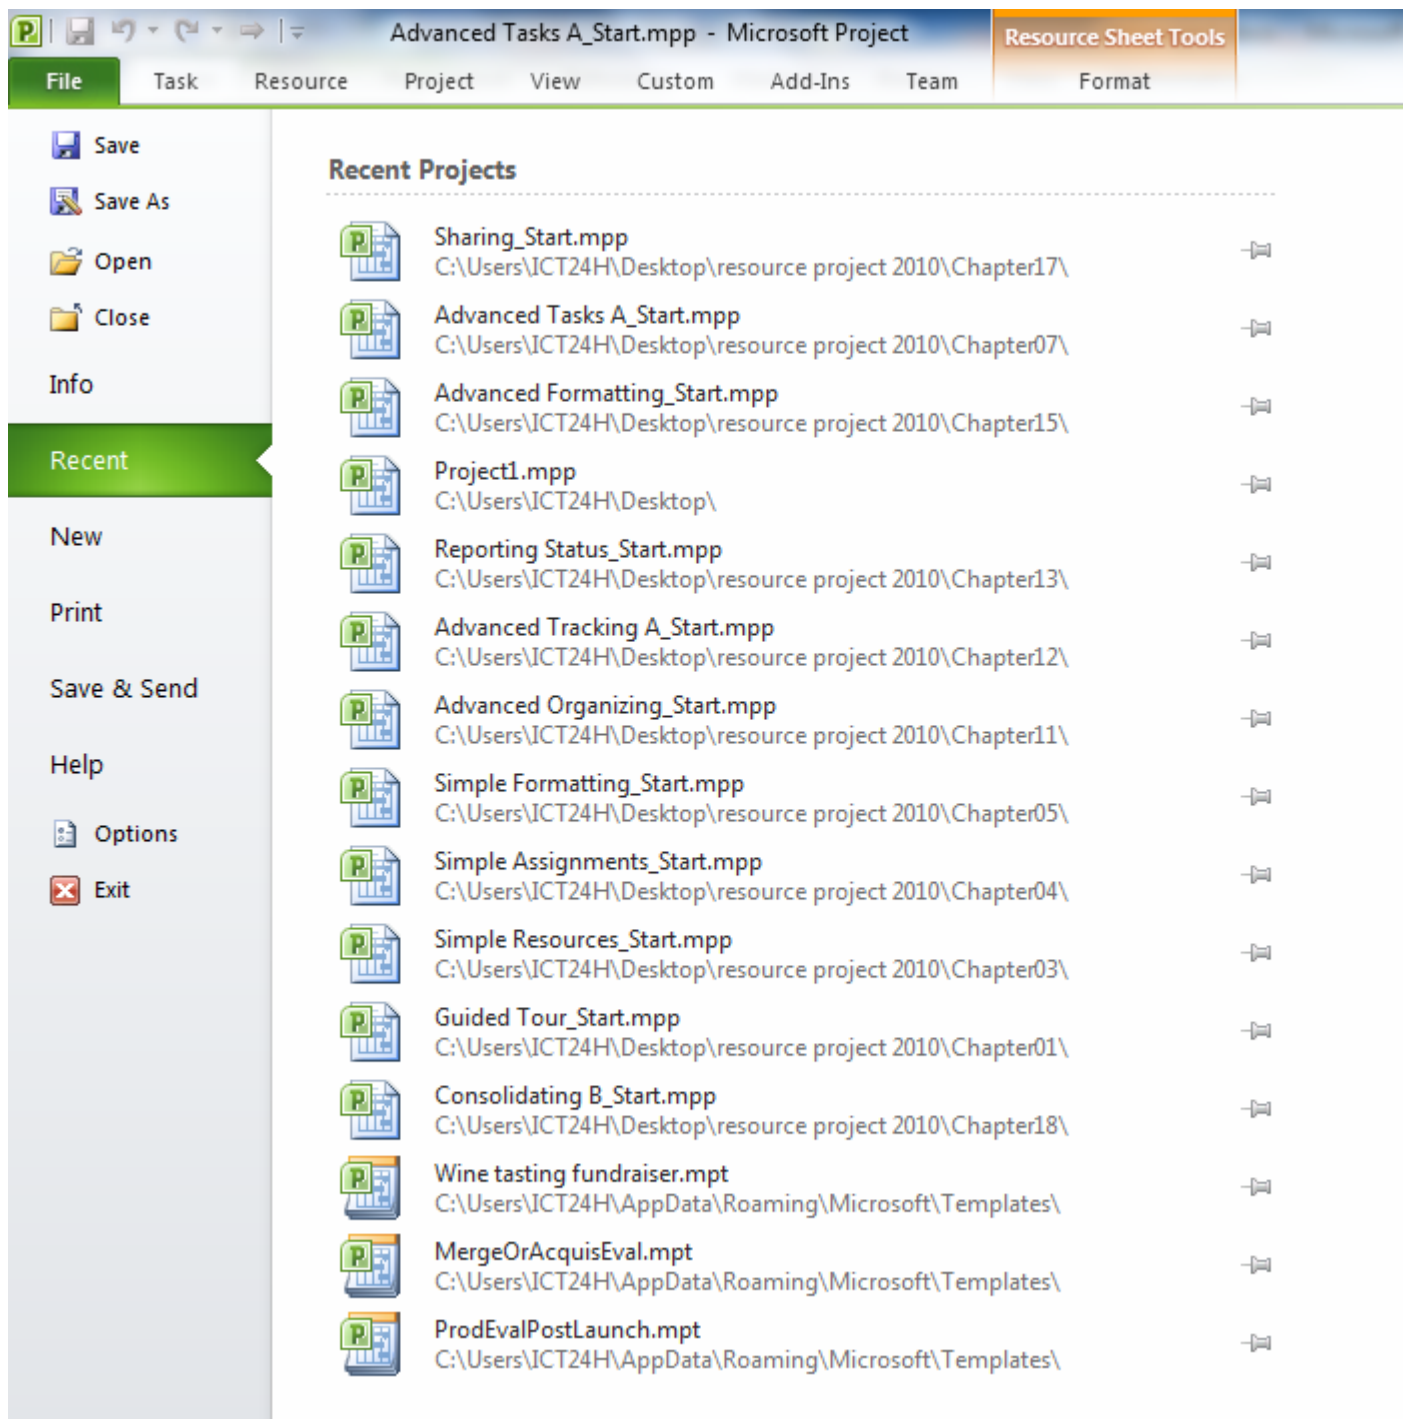 Advanced Tasks A_Start.mpp - Microsoft Project
Resource Sheet Tools
File Task Resource Project View Custom Add-Ins Team Format
Save
Save As
Open
Close
Info
Recent
New
Print
Save & Send
Help
Options
Exit
Recent Projects
Sharing_Start.mpp
C:\Users\ICT24H\Desktop\resource project 2010\Chapter17\
Advanced Tasks A_Start.mpp
C:\Users\ICT24H\Desktop\resource project 2010\Chapter07\
Advanced Formatting_Start.mpp
C:\Users\ICT24H\Desktop\resource project 2010\Chapter15\
Project1.mpp
C:\Users\ICT24H\Desktop\
Reporting Status_Start.mpp
C:\Users\ICT24H\Desktop\resource project 2010\Chapter13\
Advanced Tracking A_Start.mpp
C:\Users\ICT24H\Desktop\resource project 2010\Chapter12\
Advanced Organizing_Start.mpp
C:\Users\ICT24H\Desktop\resource project 2010\Chapter11\
Simple Formatting_Start.mpp
C:\Users\ICT24H\Desktop\resource project 2010\Chapter05\
Simple Assignments_Start.mpp
C:\Users\ICT24H\Desktop\resource project 2010\Chapter04\
Simple Resources_Start.mpp
C:\Users\ICT24H\Desktop\resource project 2010\Chapter03\
Guided Tour_Start.mpp
C:\Users\ICT24H\Desktop\resource project 2010\Chapter01\
Consolidating B_Start.mpp
C:\Users\ICT24H\Desktop\resource project 2010\Chapter18\
Wine tasting fundraiser.mpt
C:\Users\ICT24H\AppData\Roaming\Microsoft\Templates\
MergeOrAcquisEval.mpt
C:\Users\ICT24H\AppData\Roaming\Microsoft\Templates\
ProdEvalPostLaunch.mpt
C:\Users\ICT24H\AppData\Roaming\Microsoft\Templates\